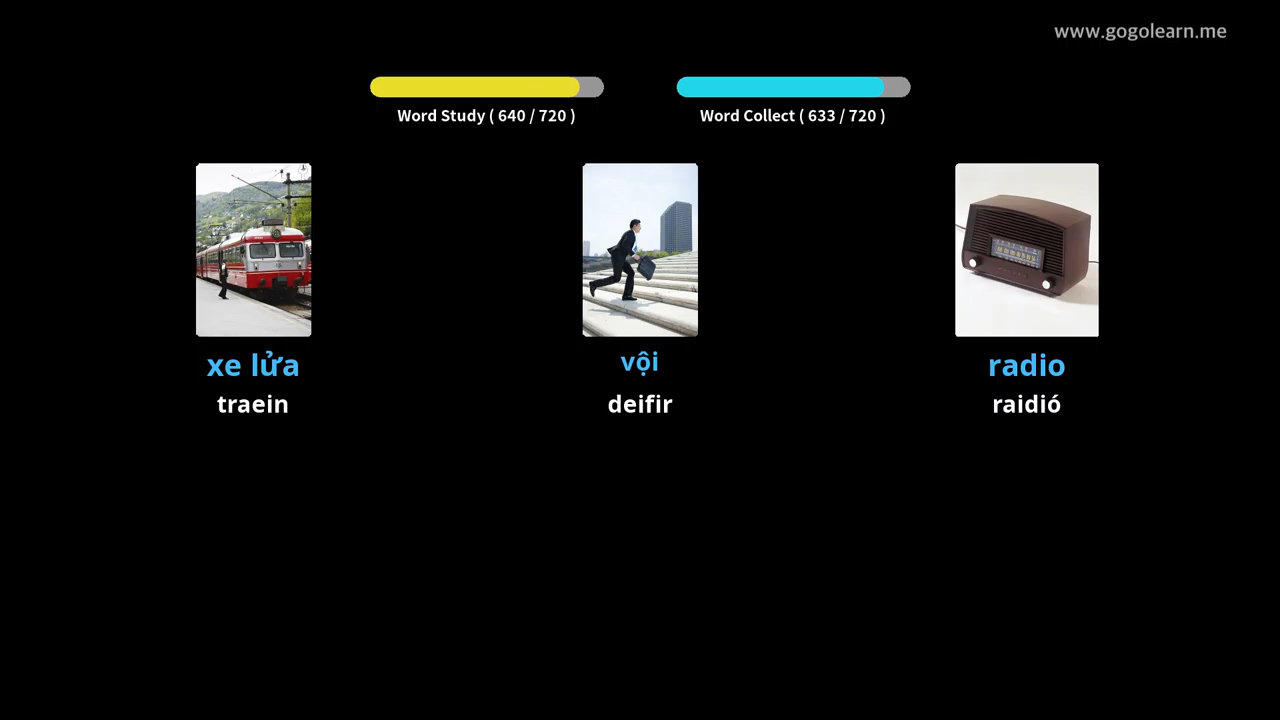 www.gogolearn.me
Word Study ( 640 / 720 )
Word Collect ( 633 / 720 )
xe lửa
vội
radio
traein
deifir
raidió